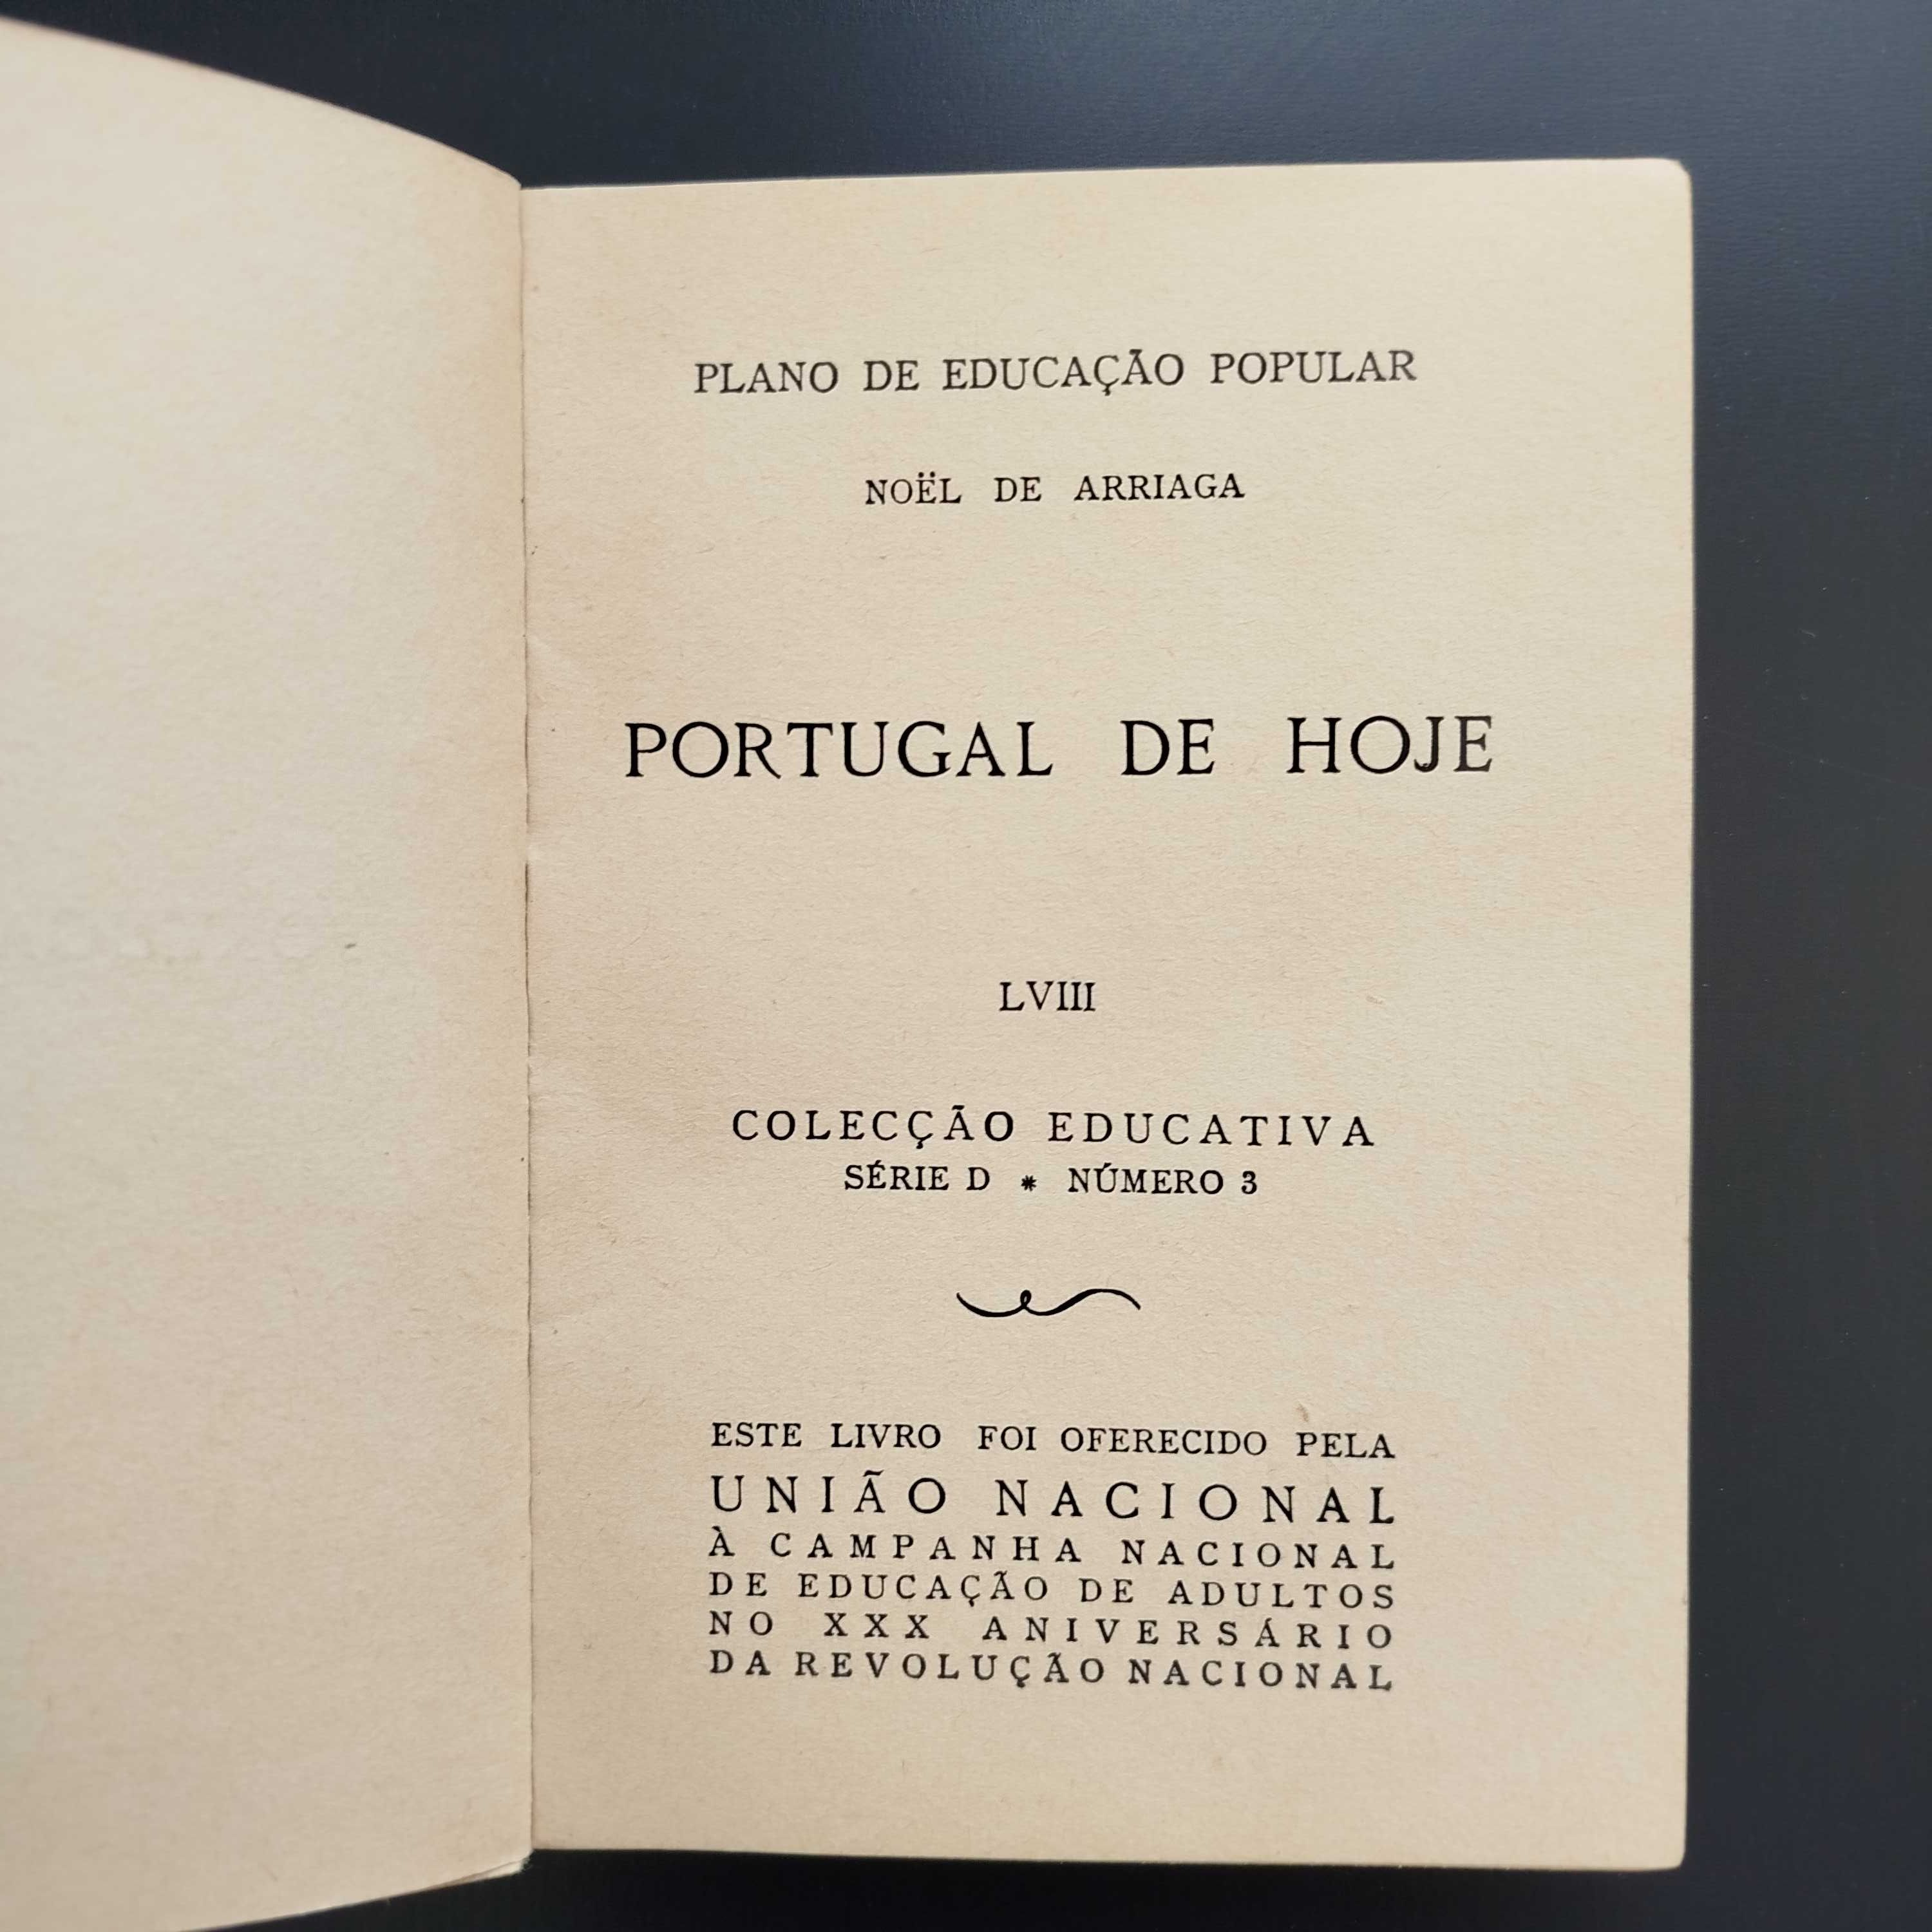 PLANO DE EDUCAÇÃO POPULAR
NOËL DE ARRIAGA
PORTUGAL DE HOJE
LVIII
COLECÇÃO EDUCATIVA
SÉRIE D * NÚMERO 3
ESTE LIVRO FOI OFERECIDO PELA
UNIÃO NACIONAL
À CAMPANHA NACIONAL
DE EDUCAÇÃO DE ADULTOS
NO XXX ANIVERSÁRIO
DA REVOLUÇÃO NACIONAL